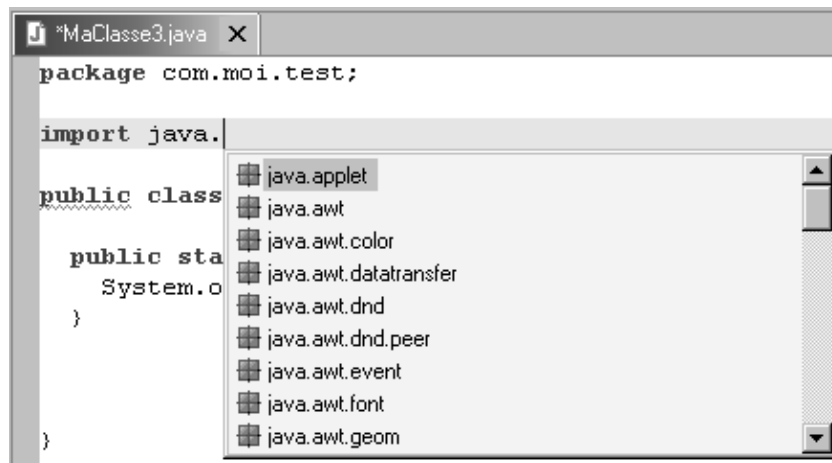 *MaClasse3.java
package com.moi.test;
import java.
java.applet
public class
java.awt
java.awt.color
public sta
java.awt.datatransfer
System.o
java.awt.dnd
}
java.awt.dnd.peer
java.awt.event
java.awt.font
}
java.awt.geom